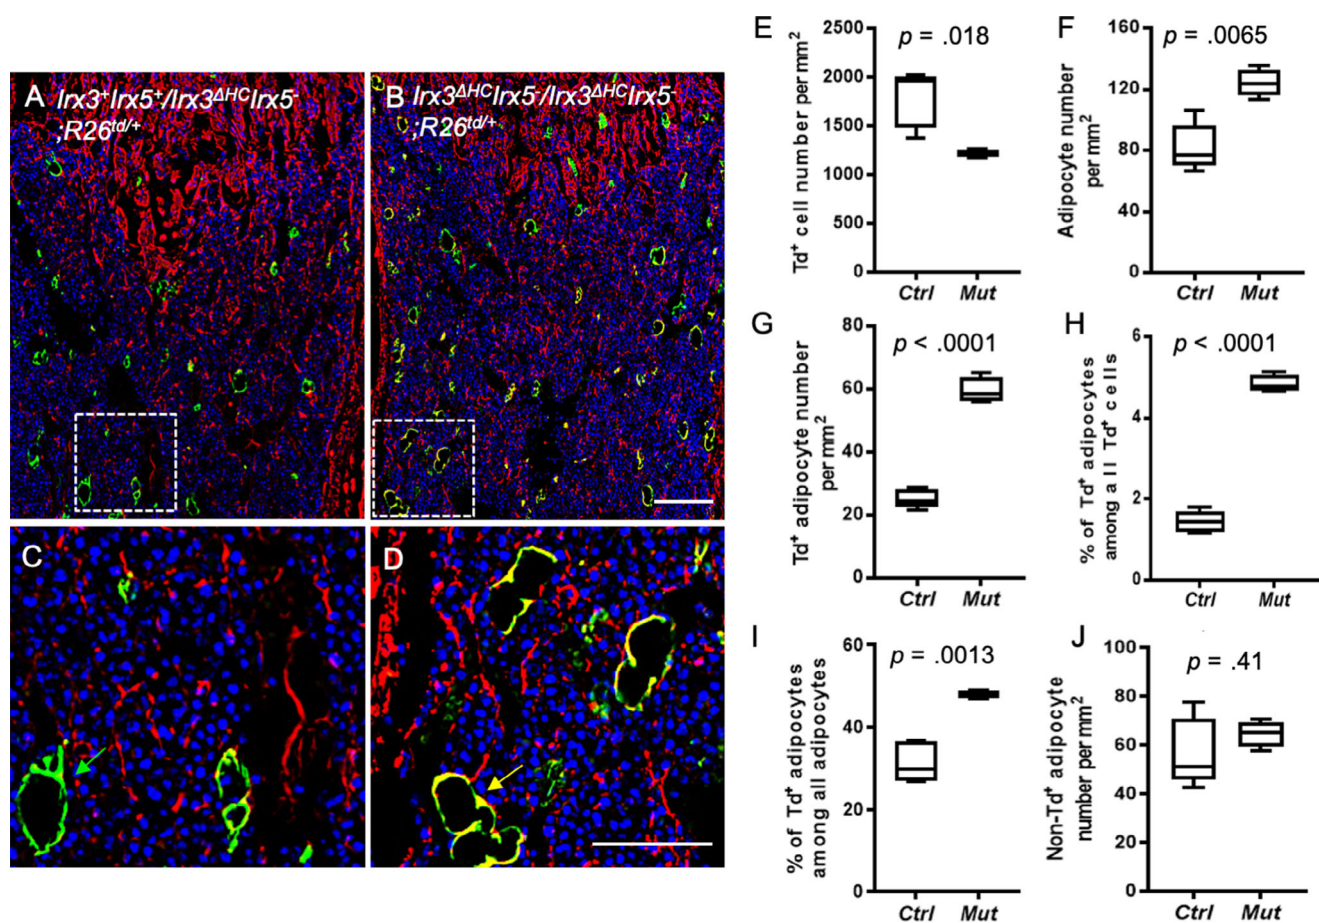 A Irx3⁺Irx5⁺/Irx3ᐞᴴᶜIrx5⁻
;R26ᵗᵈ/⁺
B Irx3ᐞᴴᶜIrx5⁻/Irx3ᐞᴴᶜIrx5⁻
;R26ᵗᵈ/⁺
C
D
E
Td⁺ cell number per mm²
2500
2000
1500
1000
500
0
p = .018
Ctrl Mut
F
Adipocyte number
per mm²
160
120
80
40
0
p = .0065
Ctrl Mut
G
Td⁺ adipocyte number
per mm²
80
60
40
20
0
p < .0001
Ctrl Mut
H
% of Td⁺ adipocytes
among all Td⁺ cells
6
4
2
0
p < .0001
Ctrl Mut
I
% of Td⁺ adipocytes
among all adipocytes
60
40
20
0
p = .0013
Ctrl Mut
J
Non-Td⁺ adipocyte
number per mm²
100
80
60
40
20
0
p = .41
Ctrl Mut